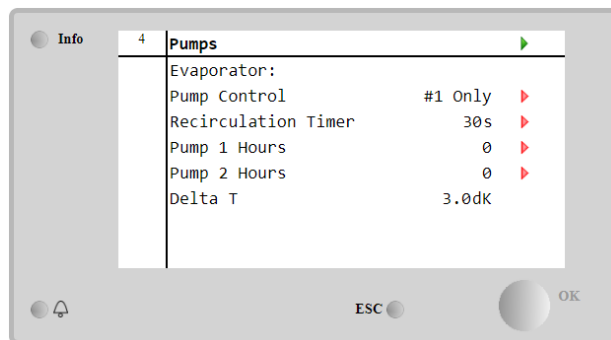 Info
4 Pumps
Evaporator:
Pump Control #1 Only
Recirculation Timer 30s
Pump 1 Hours 0
Pump 2 Hours 0
Delta T 3.0dK
ESC
OK